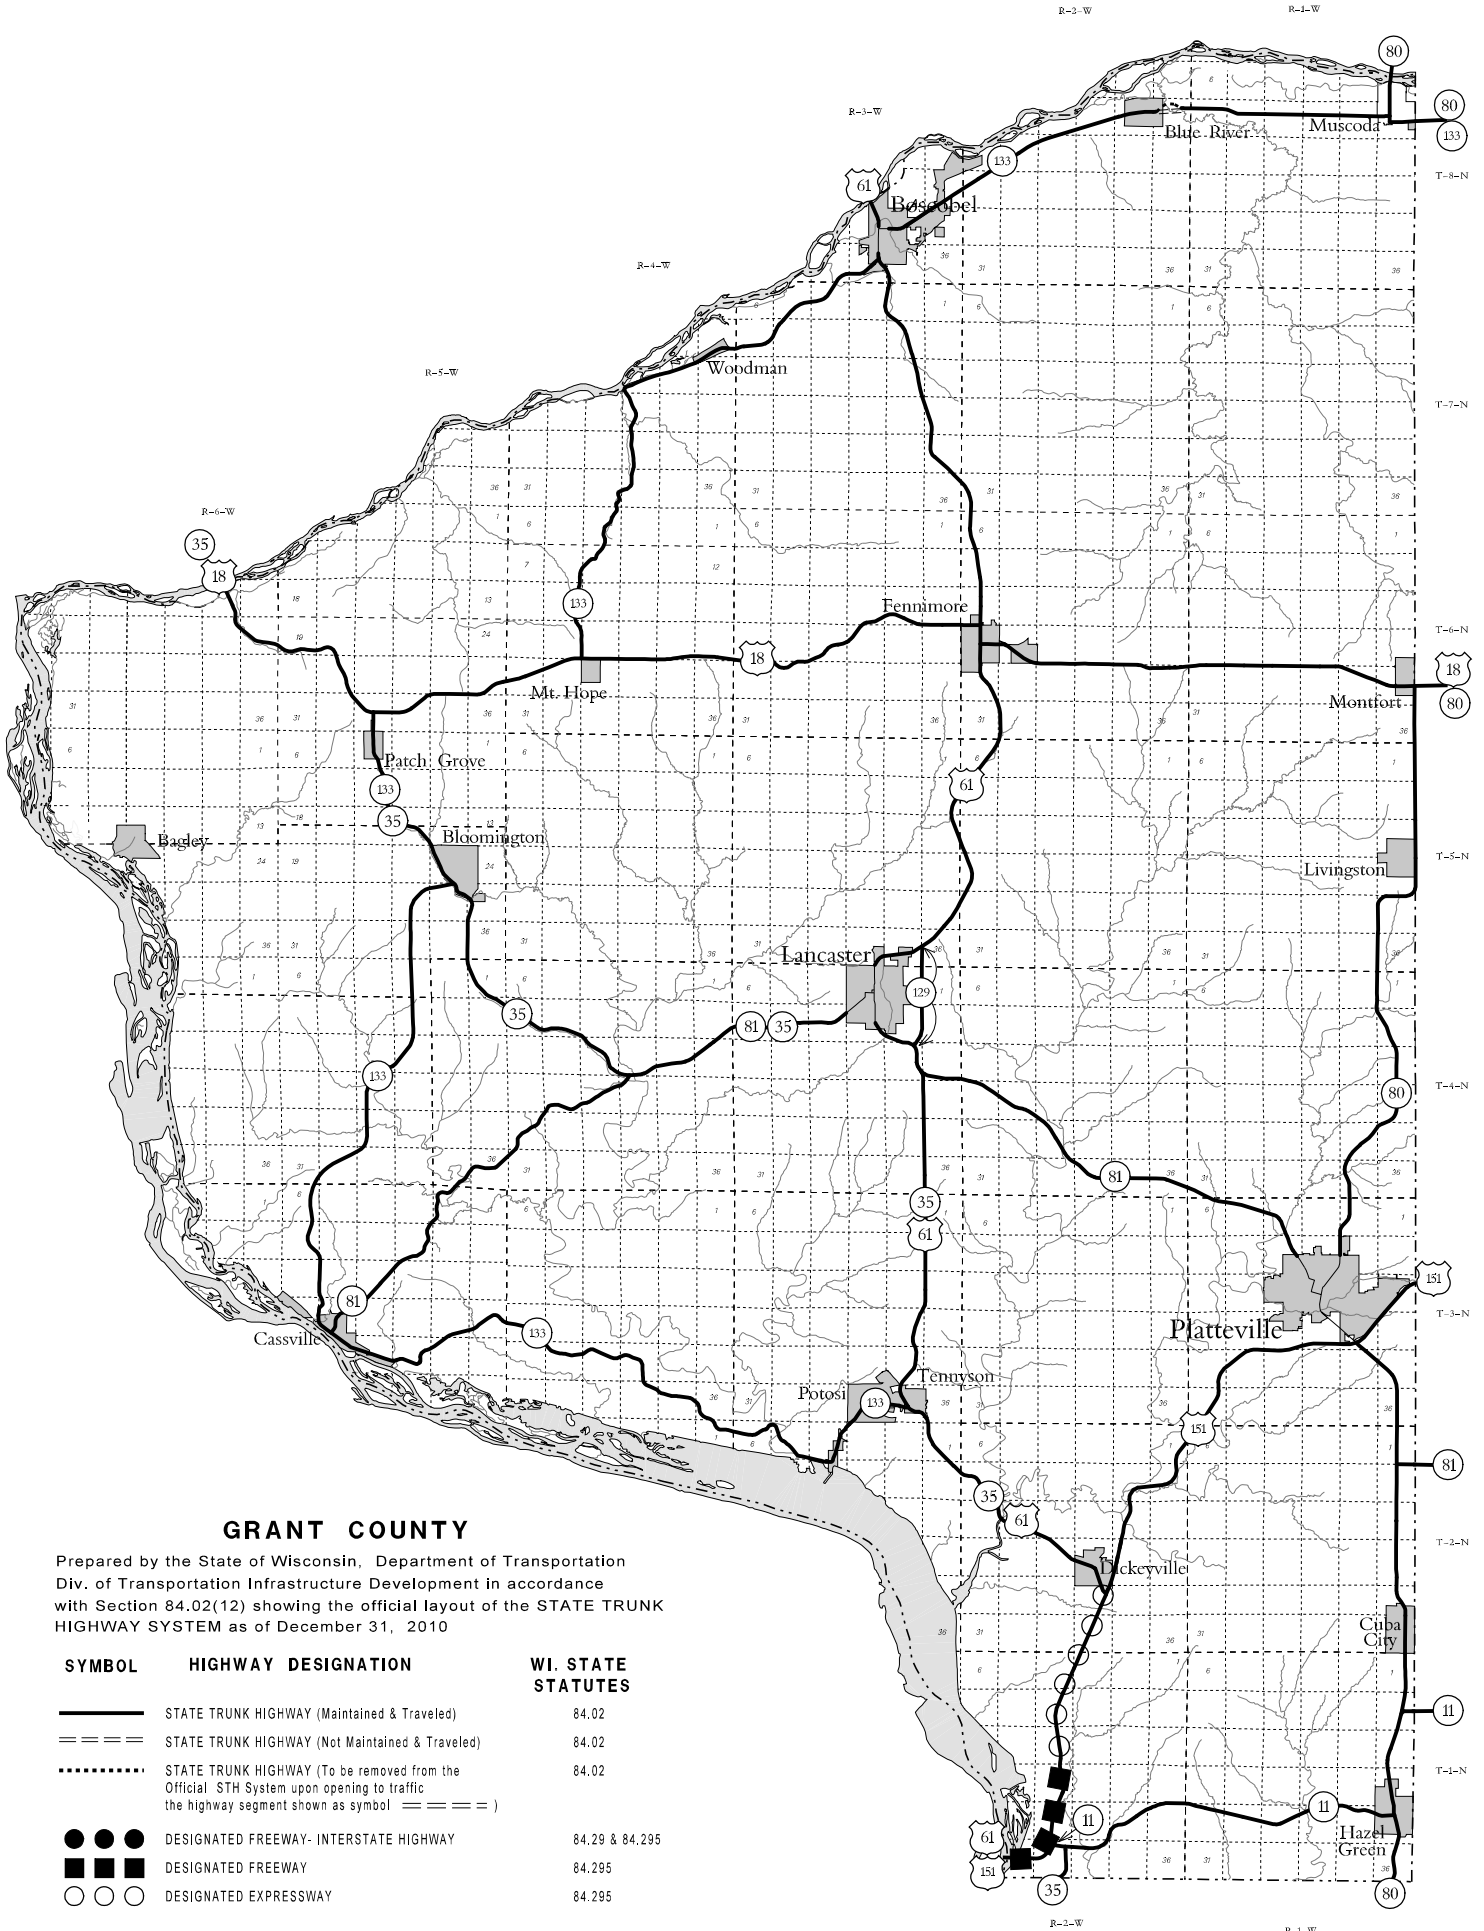 R-2-W
R-1-W
80
R-3-W
80
133
Blue River
Muscoda
133
T-8-N
61
Boscobel
R-4-W
Woodman
R-5-W
T-7-N
R-6-W
35
18
133
Fennimore
T-6-N
18
18
80
Mt. Hope
Montfort
Patch Grove
133
61
35
Bloomington
Bagley
Livingston
T-5-N
Lancaster
129
35
81
35
133
80
T-4-N
81
35
61
151
81
Cassville
133
Platteville
T-3-N
Tennyson
Potosi
133
151
81
35
61
Dickeyville
T-2-N
Cuba
City
11
T-1-N
11
11
61
151
Hazel
Green
35
80
R-2-W
R-1-W
GRANT COUNTY
Prepared by the State of Wisconsin, Department of Transportation
Div. of Transportation Infrastructure Development in accordance
with Section 84.02(12) showing the official layout of the STATE TRUNK
HIGHWAY SYSTEM as of December 31, 2010
SYMBOL HIGHWAY DESIGNATION WI. STATE
STATUTES
STATE TRUNK HIGHWAY (Maintained & Traveled) 84.02
STATE TRUNK HIGHWAY (Not Maintained & Traveled) 84.02
STATE TRUNK HIGHWAY (To be removed from the 84.02
Official STH System upon opening to traffic
the highway segment shown as symbol ==== )
DESIGNATED FREEWAY- INTERSTATE HIGHWAY 84.29 & 84.295
DESIGNATED FREEWAY 84.295
DESIGNATED EXPRESSWAY 84.295